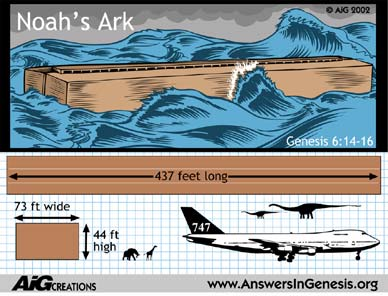 Noah's Ark
© AiG 2002
Genesis 6:14-16
437 feet long
73 ft wide
44 ft
high
747
AiG CREATIONS
www.AnswersInGenesis.org